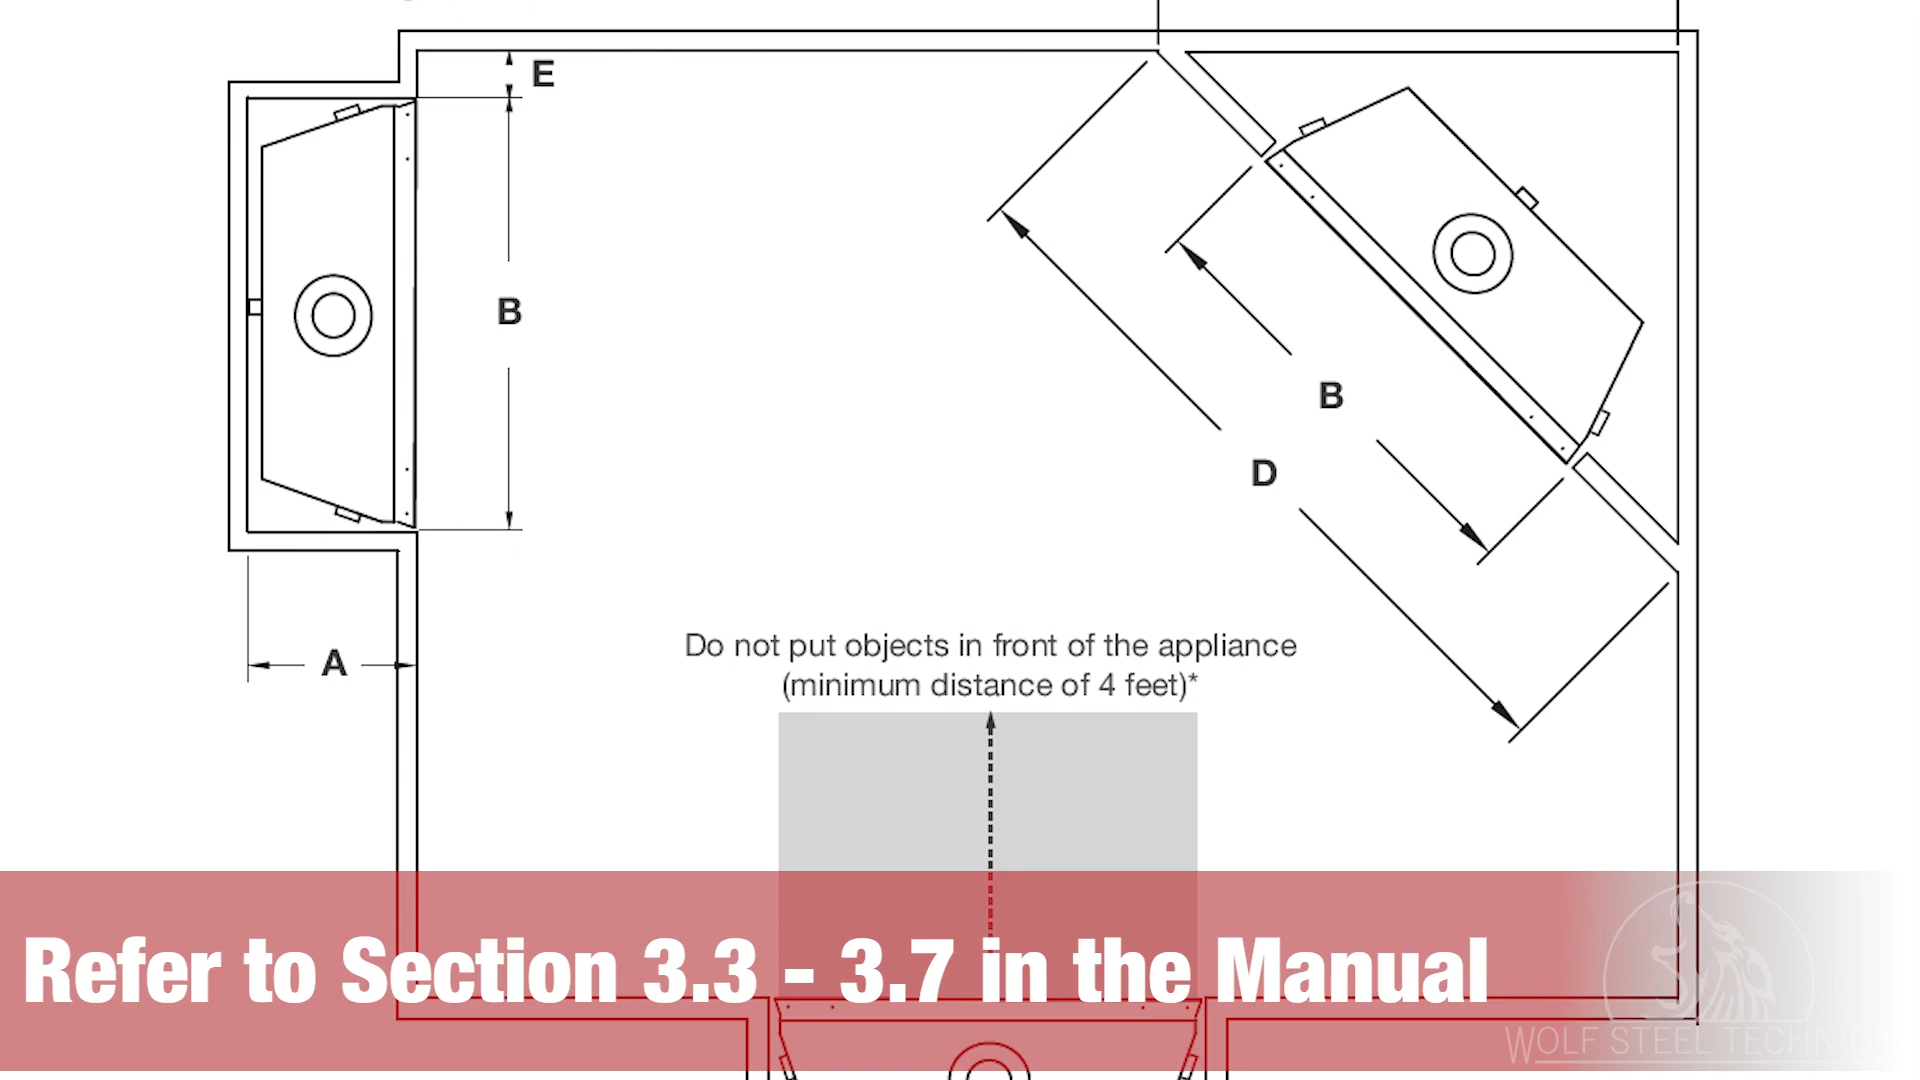 E
B
B
D
A
Do not put objects in front of the appliance
(minimum distance of 4 feet)*
Refer to Section 3.3 - 3.7 in the Manual
WOLF STEEL